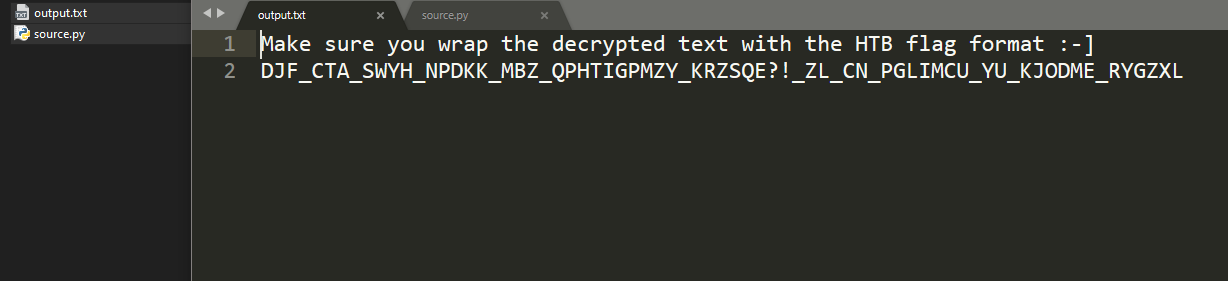 output.txt
source.py
output.txt
source.py
1 Make sure you wrap the decrypted text with the HTB flag format :-]
2 DJF_CTA_SWYH_NPDKK_MBZ_QPHTIGPMZY_KRZSQE?!_ZL_CN_PGLIMCU_YU_KJODME_RYGZXL